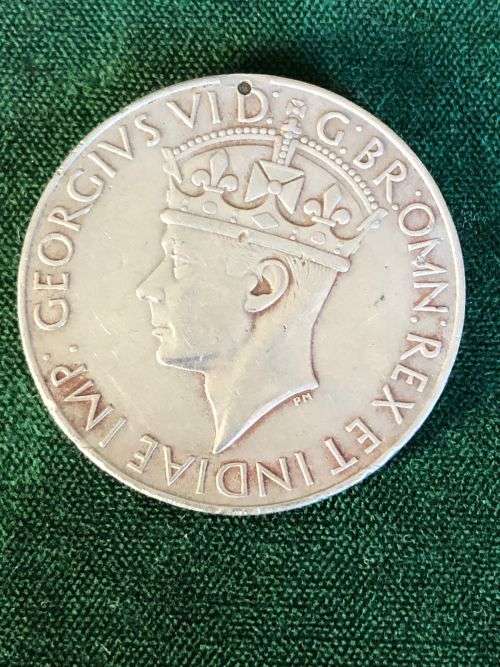 GEORGIVS VI D: G: BR: OMN: REX ET INDIAE IMP:
PM